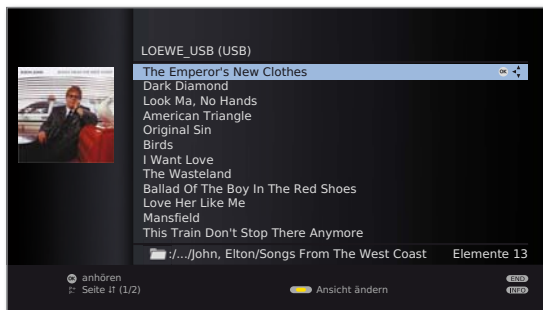 LOEWE_USB (USB)
The Emperor's New Clothes OK
Dark Diamond
Look Ma, No Hands
American Triangle
Original Sin
Birds
I Want Love
The Wasteland
Ballad Of The Boy In The Red Shoes
Love Her Like Me
Mansfield
This Train Don't Stop There Anymore
:/.../John, Elton/Songs From The West Coast Elemente 13
OK anhören END
Seite ↓↑ (1/2) Ansicht ändern INFO